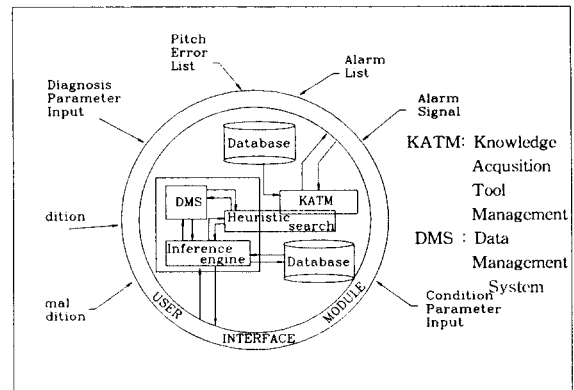 Pitch
Error
List
Alarm
List
Diagnosis
Parameter
Input
Alarm
Signal
KATM: Knowledge
Acqusition
Tool
Management
DMS : Data
Management
System
Database
KATM
DMS
Heuristic
search
Inference
engine
Database
dition
mal
dition
Condition
Parameter
Input
USER INTERFACE MODULE